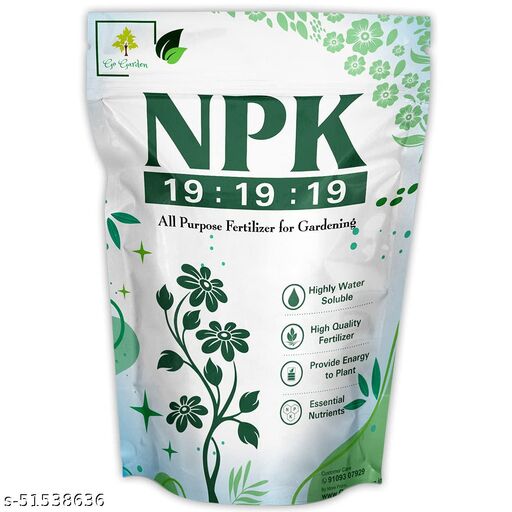 Go Garden
NPK
19 : 19 : 19
All Purpose Fertilizer for Gardening
Highly Water
Soluble
High Quality
Fertilizer
Provide Energy
to Plant
N P K
Essential
Nutrients
Customer Care
91093 07929
s-51538636